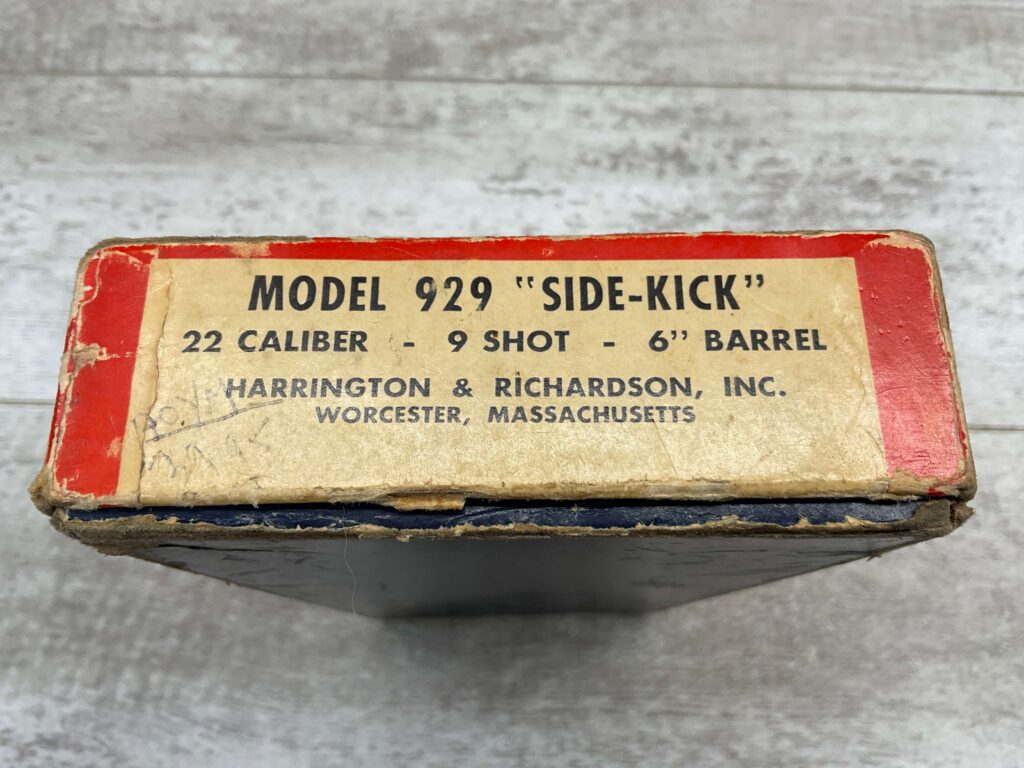 MODEL 929 "SIDE-KICK"
22 CALIBER - 9 SHOT - 6" BARREL
HARRINGTON & RICHARDSON, INC.
WORCESTER, MASSACHUSETTS